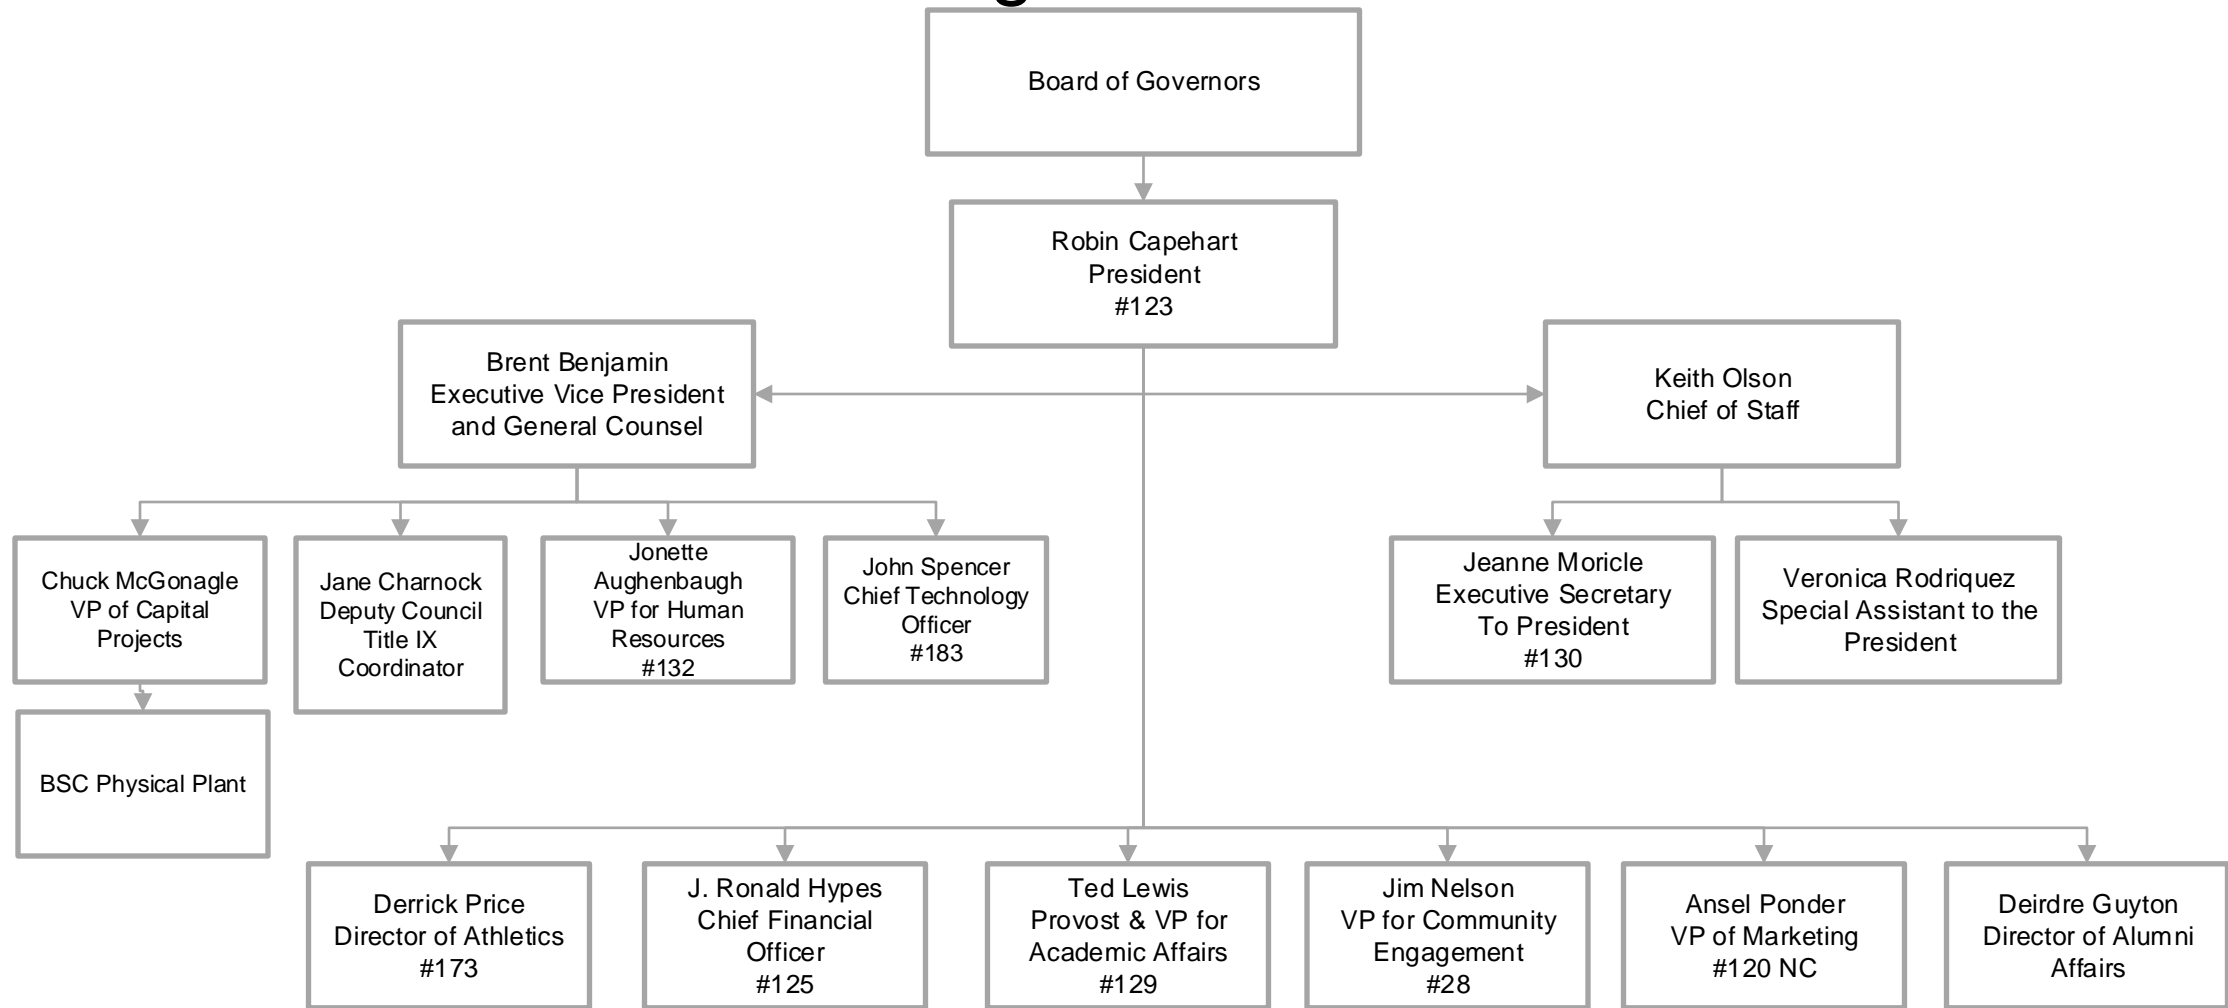 Board of Governors
Robin Capehart
President
#123
Brent Benjamin
Executive Vice President
and General Counsel
Keith Olson
Chief of Staff
Chuck McGonagle
VP of Capital
Projects
Jane Charnock
Deputy Council
Title IX
Coordinator
Jonette
Aughenbaugh
VP for Human
Resources
#132
John Spencer
Chief Technology
Officer
#183
Jeanne Moricle
Executive Secretary
To President
#130
Veronica Rodriquez
Special Assistant to the
President
BSC Physical Plant
Derrick Price
Director of Athletics
#173
J. Ronald Hypes
Chief Financial
Officer
#125
Ted Lewis
Provost & VP for
Academic Affairs
#129
Jim Nelson
VP for Community
Engagement
#28
Ansel Ponder
VP of Marketing
#120 NC
Deirdre Guyton
Director of Alumni
Affairs